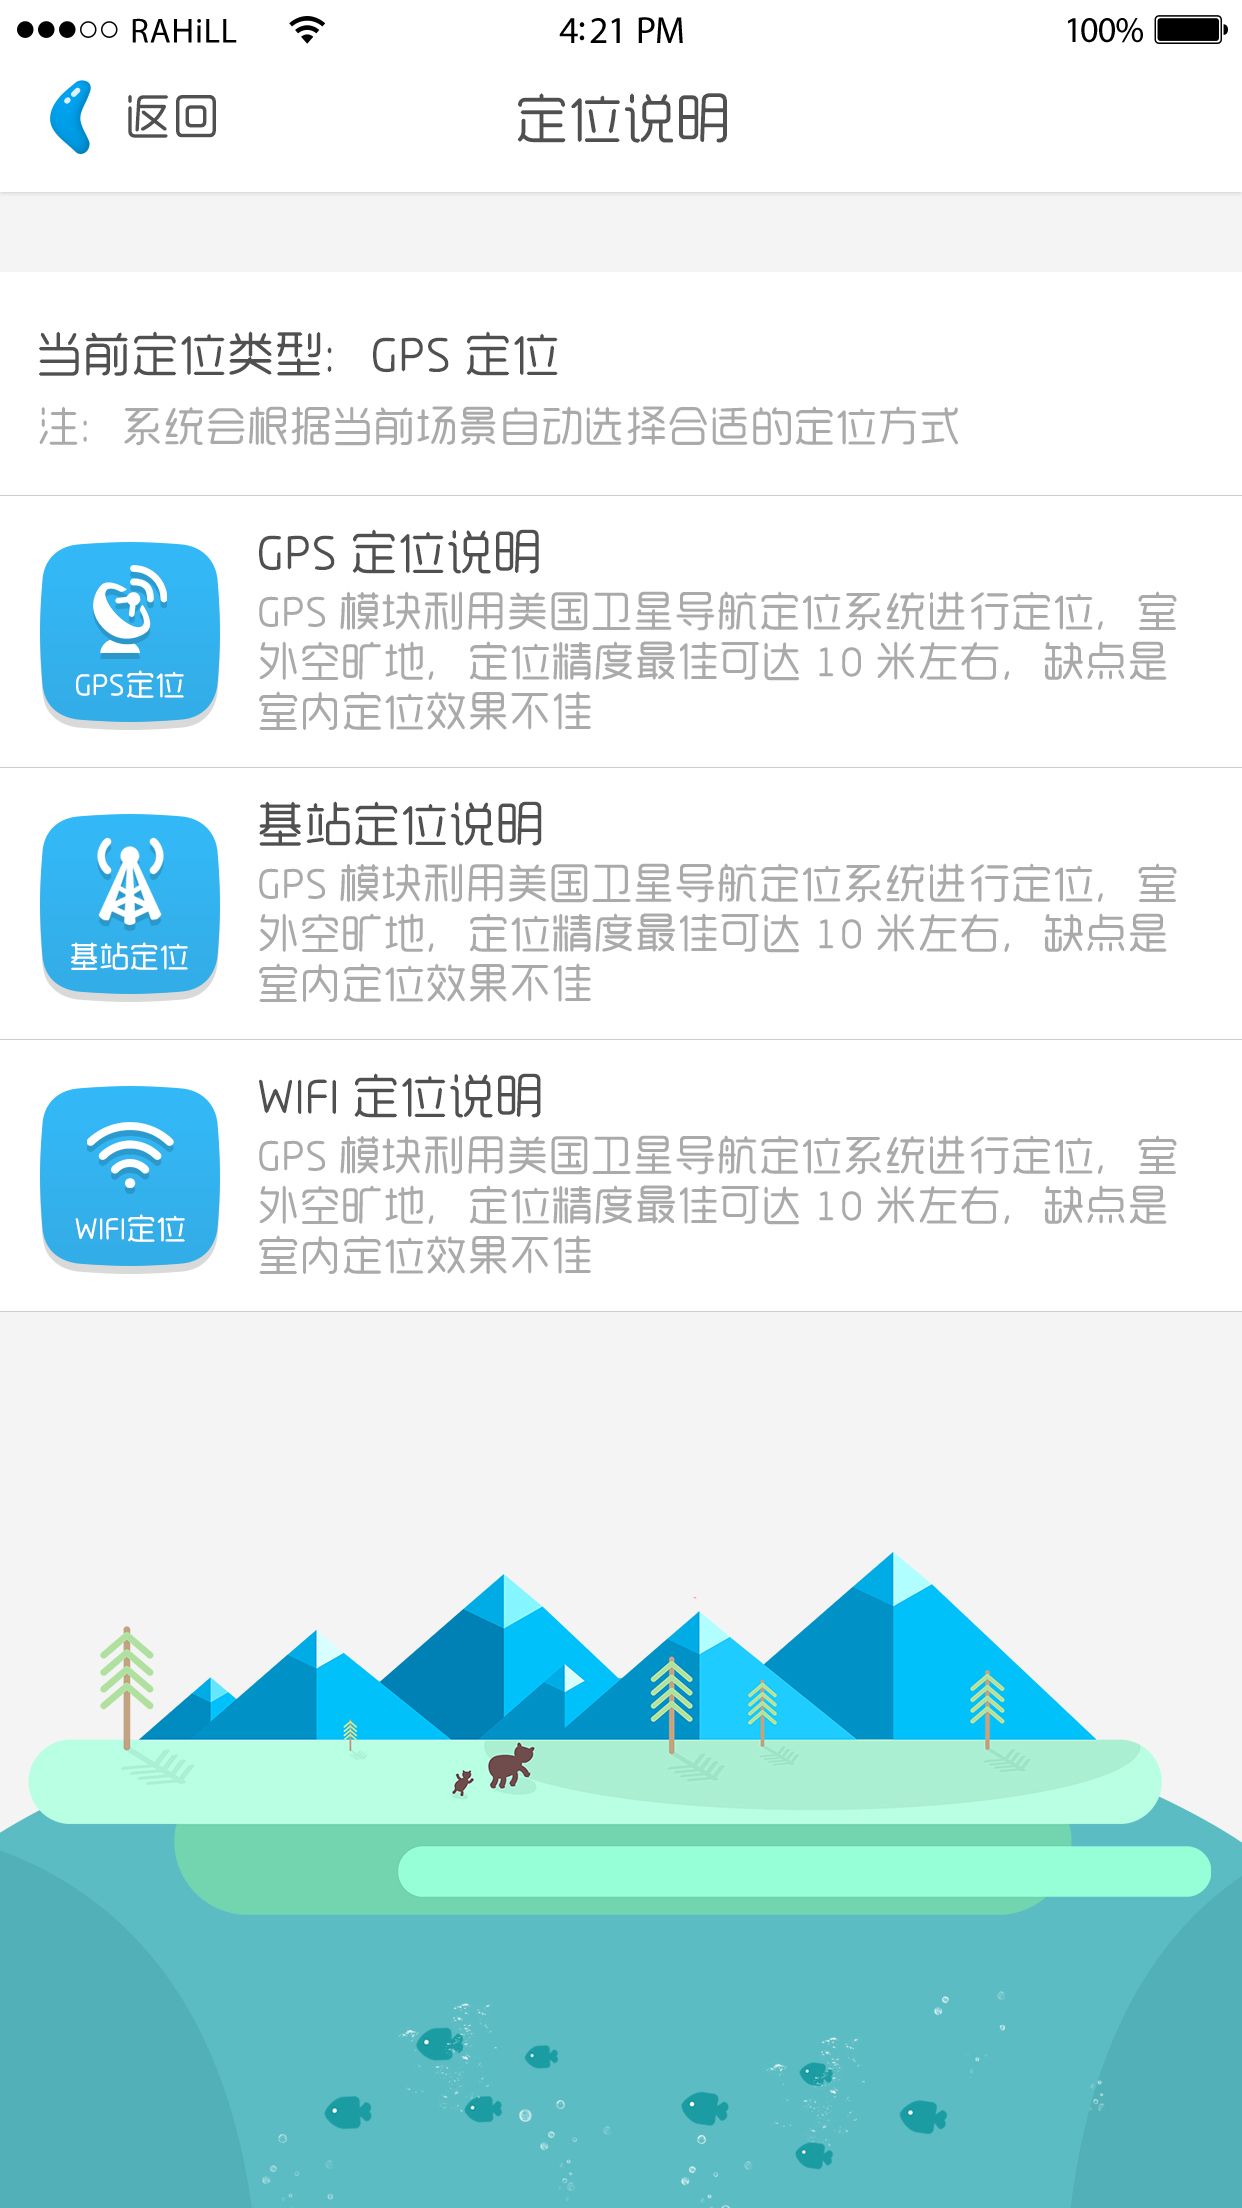 RAHiLL 4:21 PM 100%
返回 定位说明
当前定位类型: GPS 定位
注: 系统会根据当前场景自动选择合适的定位方式
GPS 定位说明
GPS 模块利用美国卫星导航定位系统进行定位, 室
外空旷地, 定位精度最佳可达 10 米左右, 缺点是
室内定位效果不佳
GPS定位
基站定位说明
GPS 模块利用美国卫星导航定位系统进行定位, 室
外空旷地, 定位精度最佳可达 10 米左右, 缺点是
室内定位效果不佳
基站定位
WIFI 定位说明
GPS 模块利用美国卫星导航定位系统进行定位, 室
外空旷地, 定位精度最佳可达 10 米左右, 缺点是
室内定位效果不佳
WIFI定位